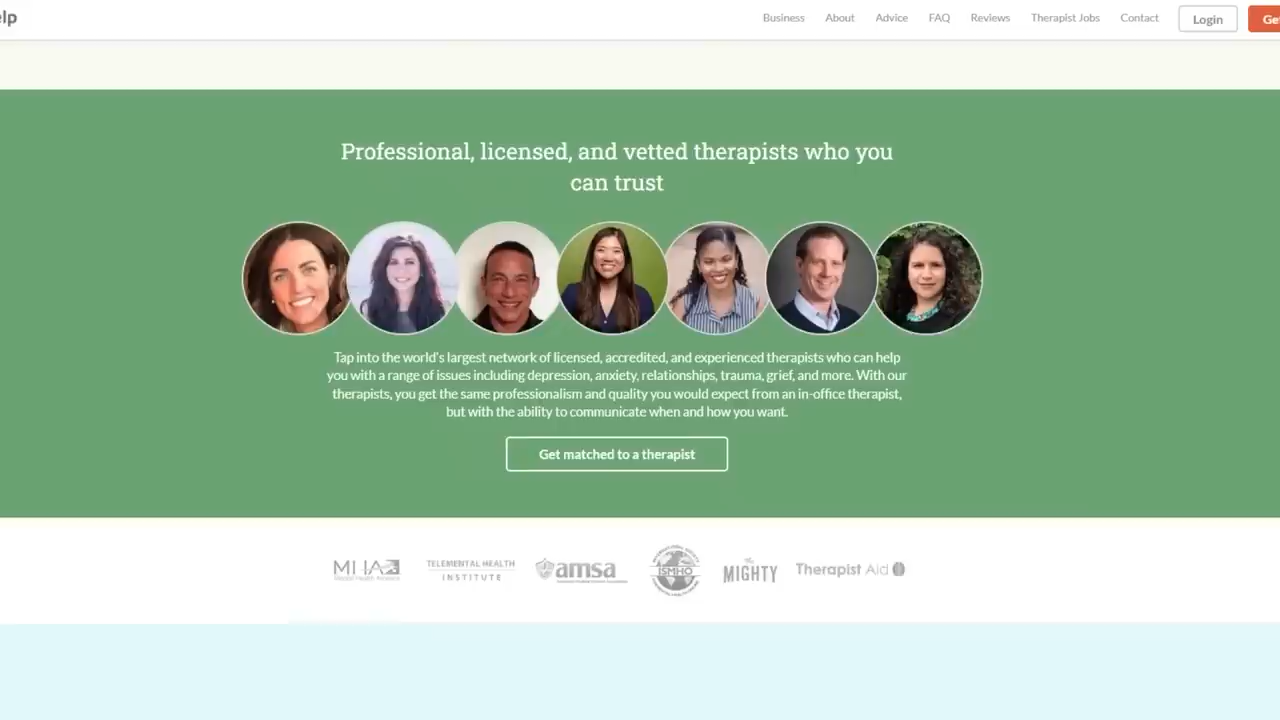 elp
Business About Advice FAQ Reviews Therapist Jobs Contact Login Ge
Professional, licensed, and vetted therapists who you
can trust
Tap into the world's largest network of licensed, accredited, and experienced therapists who can help
you with a range of issues including depression, anxiety, relationships, trauma, grief, and more. With our
therapists, you get the same professionalism and quality you would expect from an in-office therapist,
but with the ability to communicate when and how you want.
Get matched to a therapist
MHA
TELEMENTAL HEALTH
INSTITUTE
amsa
ISMHO
The
MIGHTY
Therapist Aid